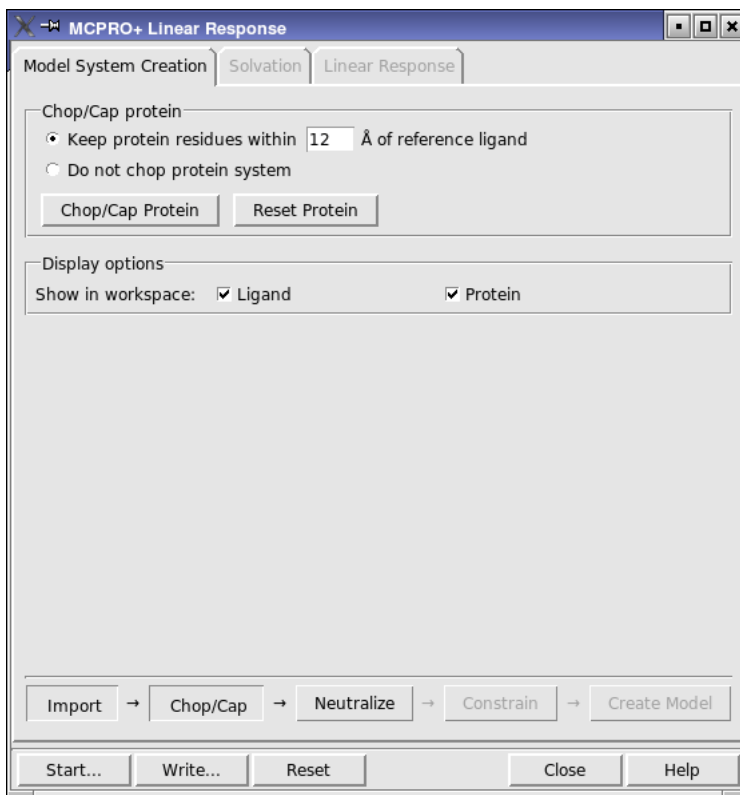 MCPRO+ Linear Response
Model System Creation Solvation Linear Response
Chop/Cap protein
Keep protein residues within 12 Å of reference ligand
Do not chop protein system
Chop/Cap Protein Reset Protein
Display options
Show in workspace: Ligand Protein
Import → Chop/Cap → Neutralize → Constrain → Create Model
Start... Write... Reset Close Help